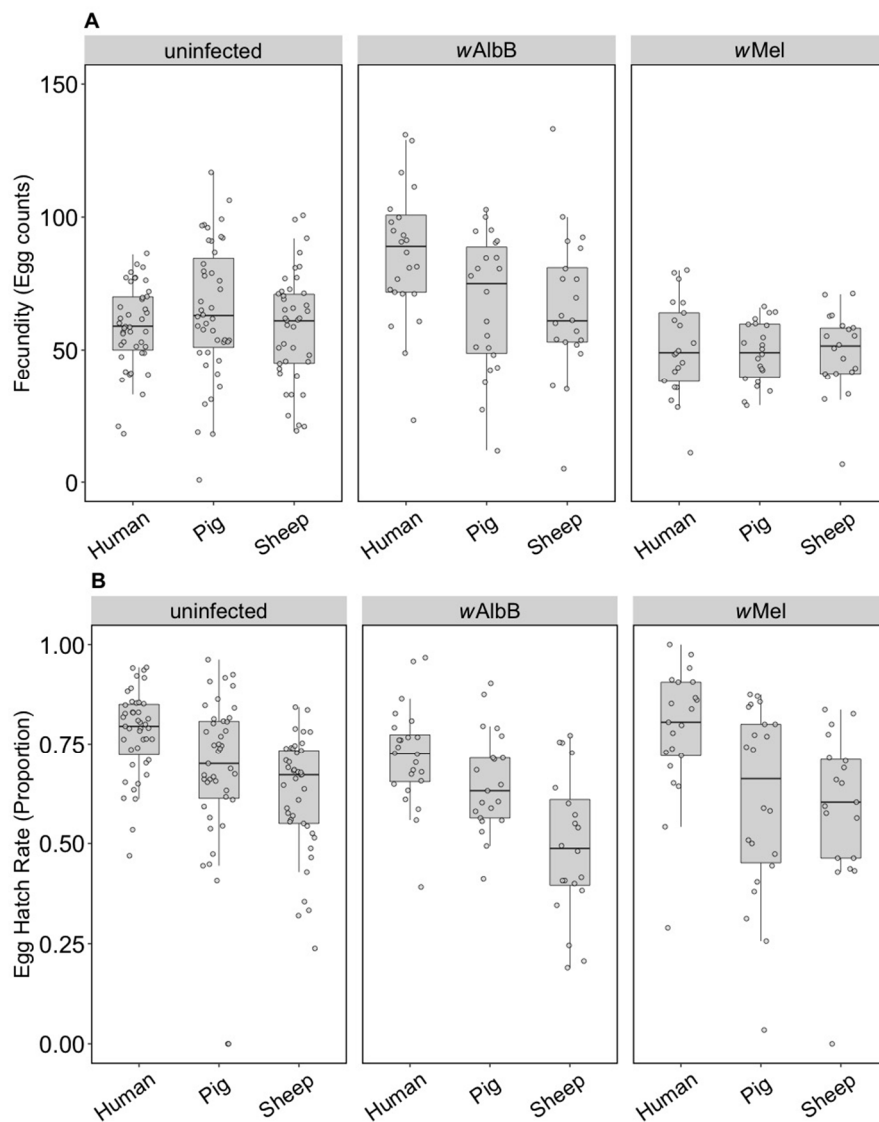 A
uninfected wAlbB wMel
150
100
50
0
Fecundity (Egg counts)
Human Pig Sheep Human Pig Sheep Human Pig Sheep
B
uninfected wAlbB wMel
1.00
0.75
0.50
0.25
0.00
Egg Hatch Rate (Proportion)
Human Pig Sheep Human Pig Sheep Human Pig Sheep